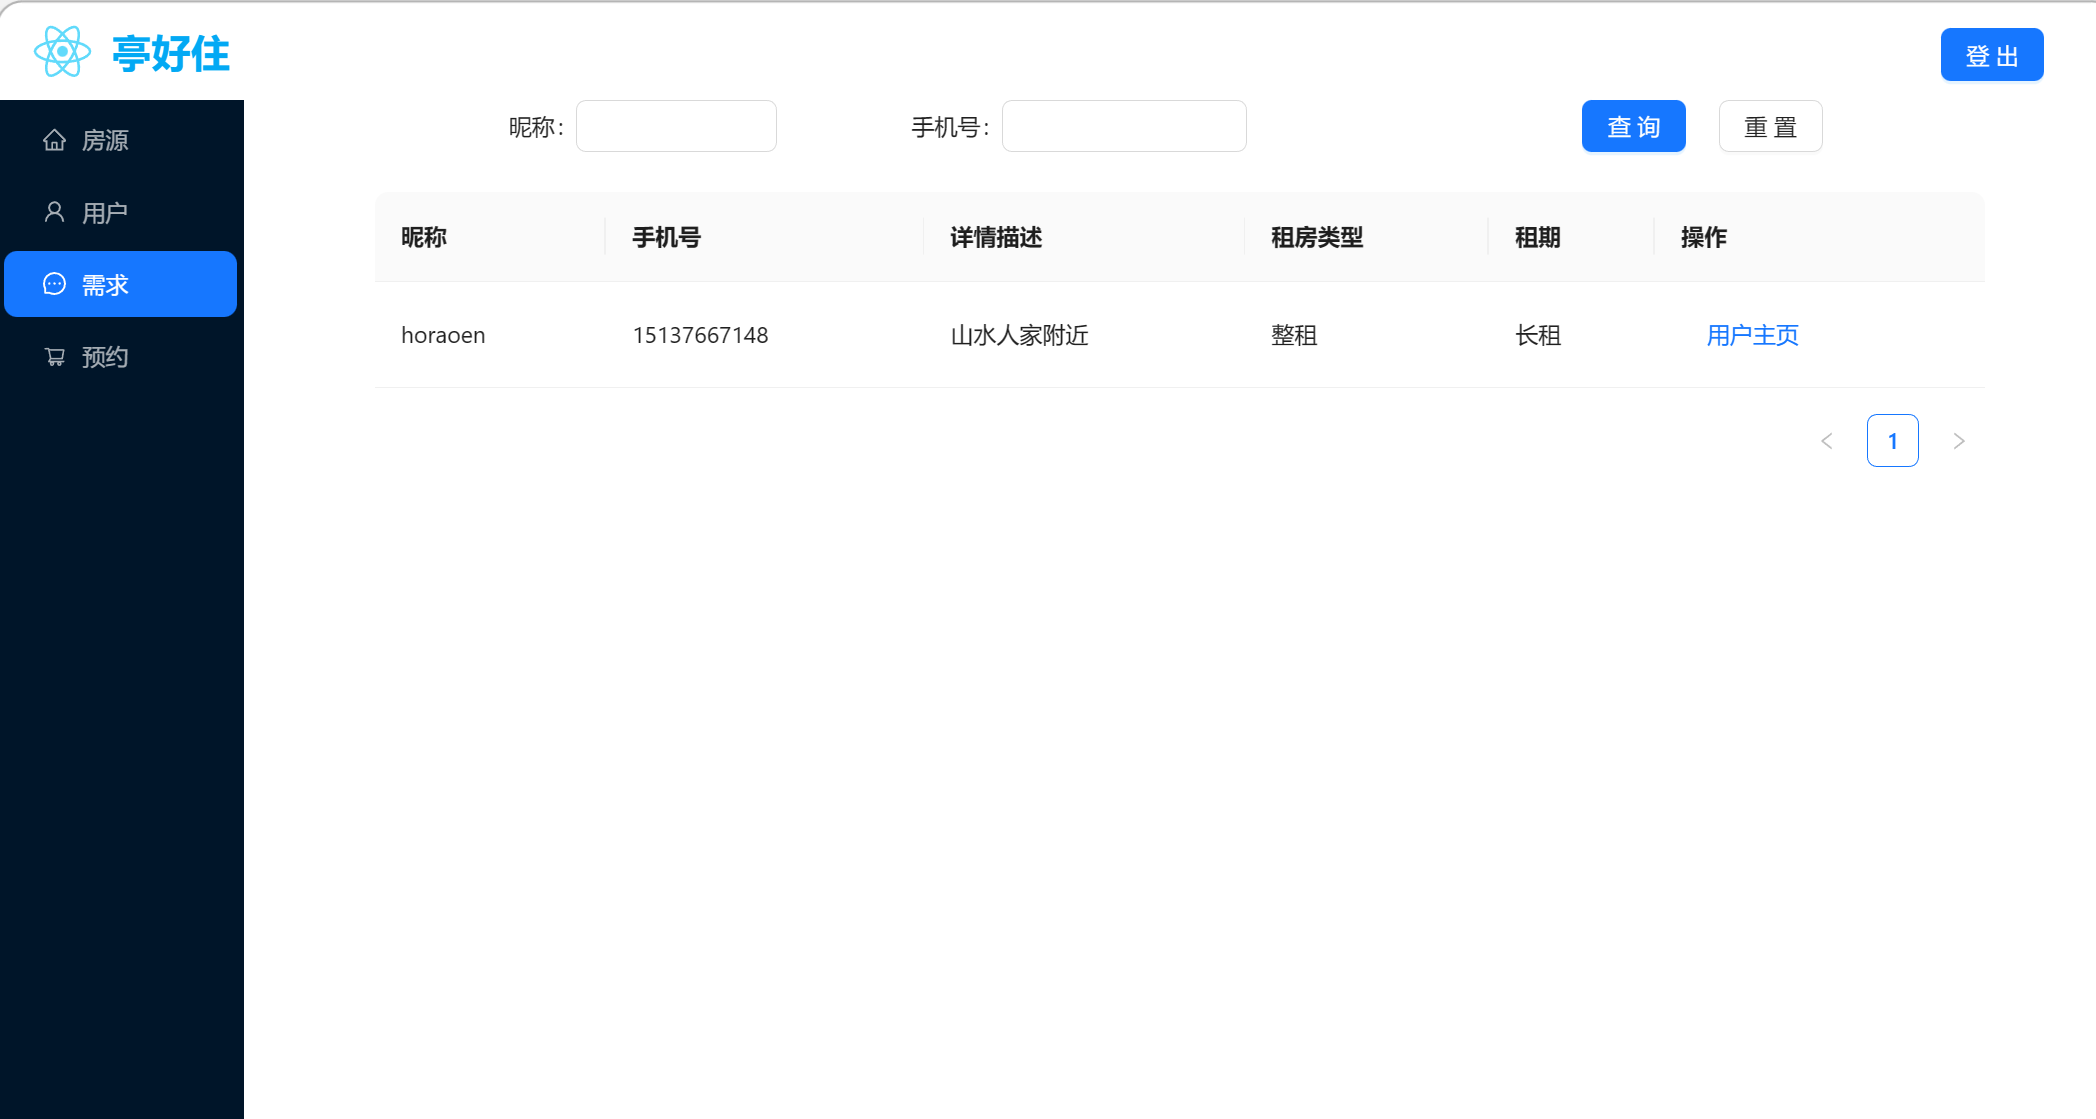 亭好住
登 出
房源
用户
需求
预约
昵称:
手机号:
查 询
重 置
昵称 手机号 详情描述 租房类型 租期 操作
horaoen 15137667148 山水人家附近 整租 长租 用户主页
< 1 >